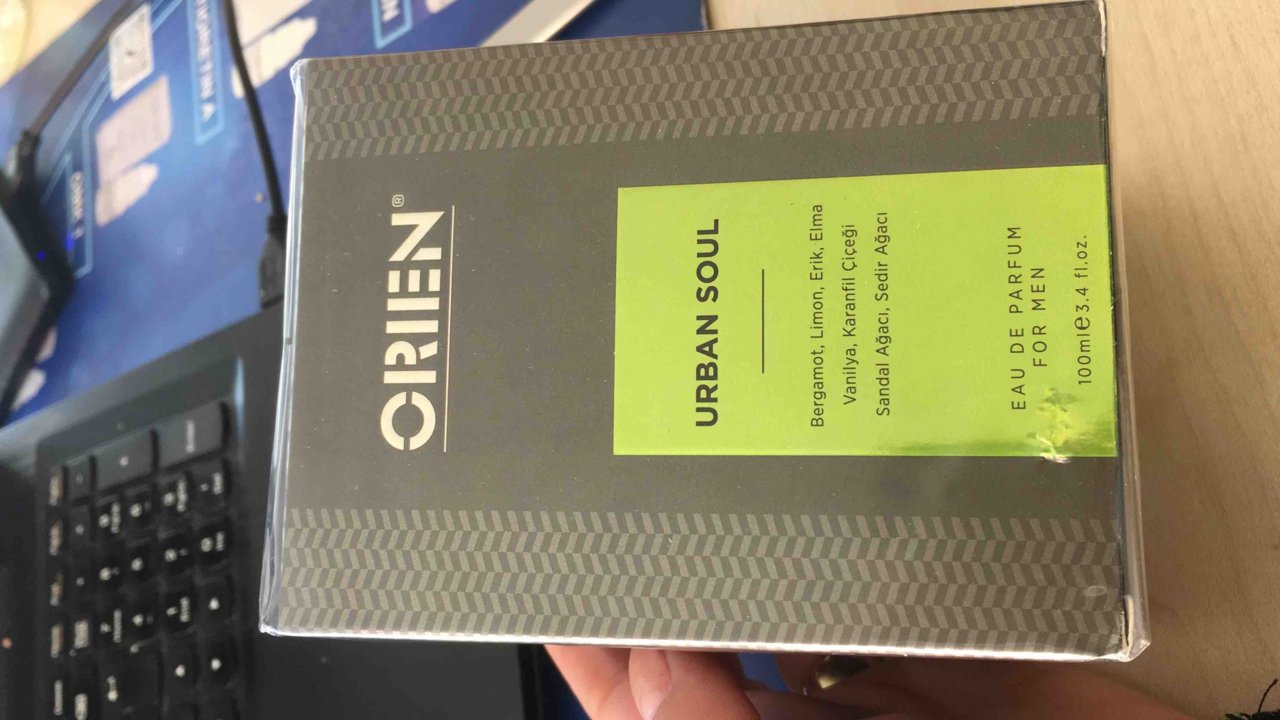 ORIEN®
URBAN SOUL
Bergamot, Limon, Erik, Elma
Vanilya, Karanfil Çiçeği
Sandal Ağacı, Sedir Ağacı
EAU DE PARFUM
FOR MEN
100ml℮3.4 fl.oz.